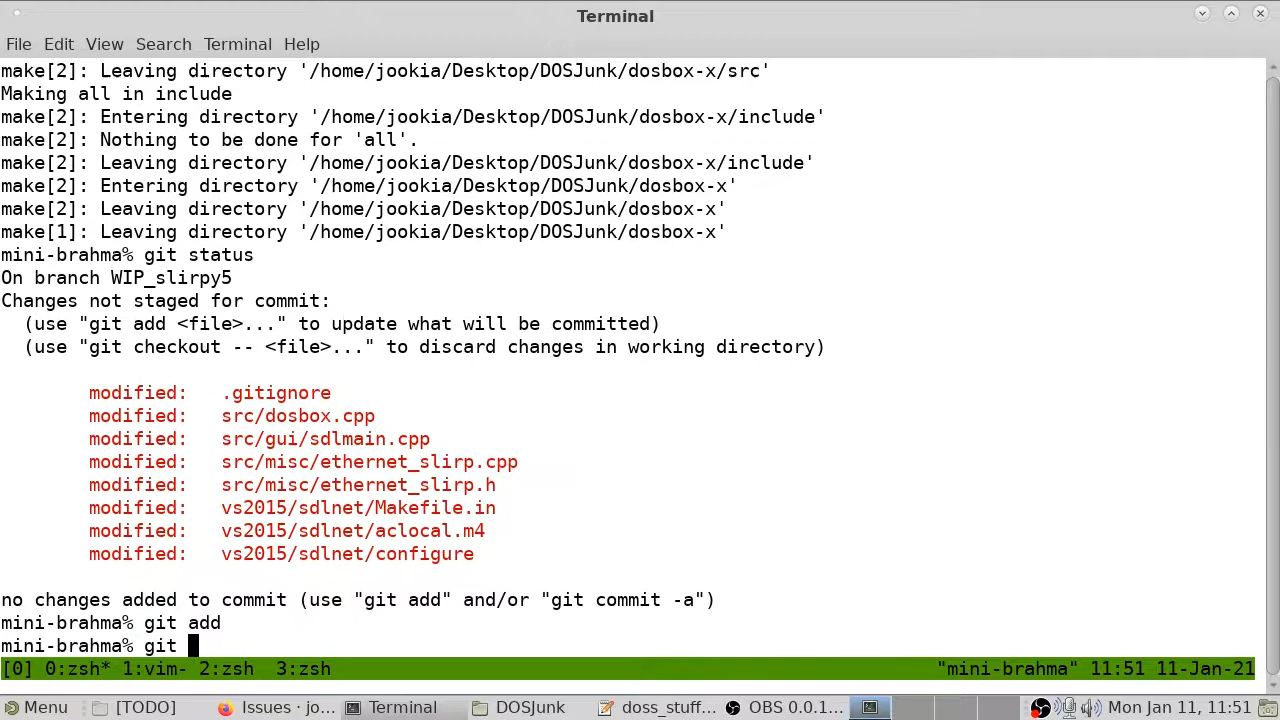 Terminal
File Edit View Search Terminal Help
make[2]: Leaving directory '/home/jookia/Desktop/DOSJunk/dosbox-x/src'
Making all in include
make[2]: Entering directory '/home/jookia/Desktop/DOSJunk/dosbox-x/include'
make[2]: Nothing to be done for 'all'.
make[2]: Leaving directory '/home/jookia/Desktop/DOSJunk/dosbox-x/include'
make[2]: Entering directory '/home/jookia/Desktop/DOSJunk/dosbox-x'
make[2]: Leaving directory '/home/jookia/Desktop/DOSJunk/dosbox-x'
make[1]: Leaving directory '/home/jookia/Desktop/DOSJunk/dosbox-x'
mini-brahma% git status
On branch WIP_slirpy5
Changes not staged for commit:
  (use "git add <file>..." to update what will be committed)
  (use "git checkout -- <file>..." to discard changes in working directory)
        modified:   .gitignore
        modified:   src/dosbox.cpp
        modified:   src/gui/sdlmain.cpp
        modified:   src/misc/ethernet_slirp.cpp
        modified:   src/misc/ethernet_slirp.h
        modified:   vs2015/sdlnet/Makefile.in
        modified:   vs2015/sdlnet/aclocal.m4
        modified:   vs2015/sdlnet/configure
no changes added to commit (use "git add" and/or "git commit -a")
mini-brahma% git add
mini-brahma% git
[0] 0:zsh* 1:vim- 2:zsh  3:zsh "mini-brahma" 11:51 11-Jan-21
Menu [TODO] Issues · jo... Terminal DOSJunk doss_stuff... OBS 0.0.1... Mon Jan 11, 11:51